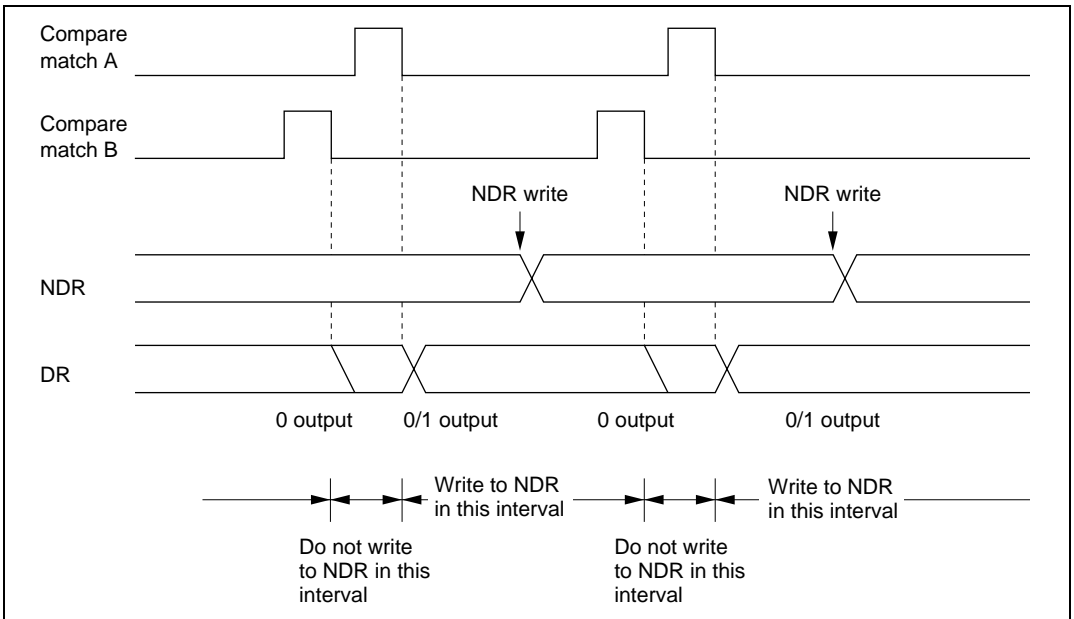 Compare
match A
Compare
match B
NDR write
NDR write
NDR
DR
0 output
0/1 output
0 output
0/1 output
Write to NDR
in this interval
Write to NDR
in this interval
Do not write
to NDR in this
interval
Do not write
to NDR in this
interval